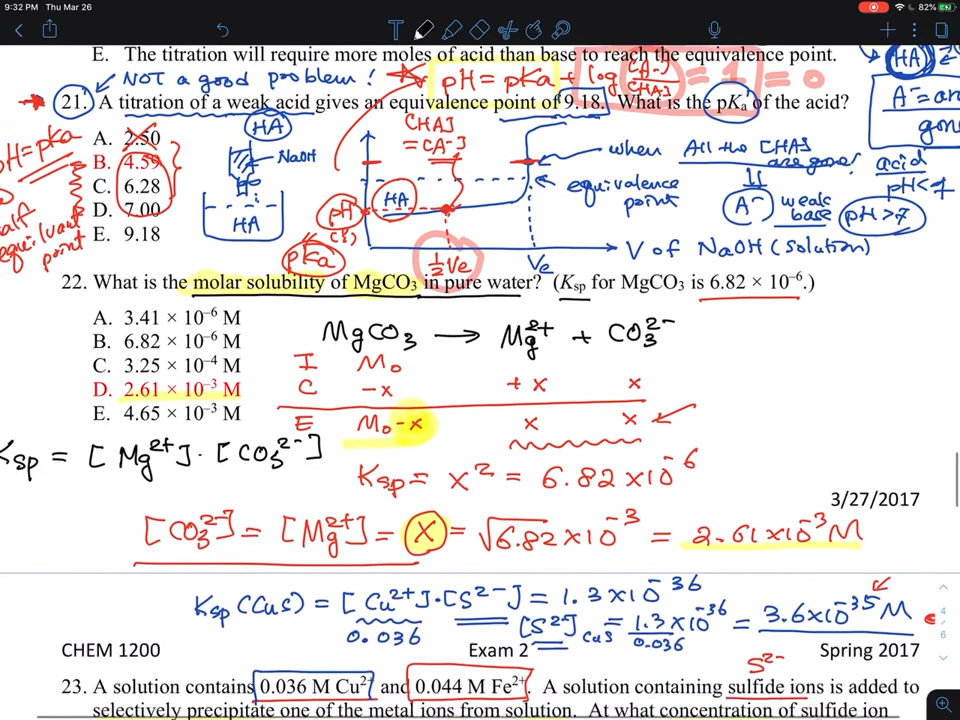 9:32 PM Thu Mar 26
82%
E. The titration will require more moles of acid than base to reach the equivalence point.
NOT a good problem! pH = pKa + log [A-]/[HA] = 1 = 0
21. A titration of a weak acid gives an equivalence point of 9.18. What is the pKa of the acid?
A. 2.50
B. 4.59
C. 6.28
D. 7.00
E. 9.18
pH=pKa
equivalent
point
HA
NaOH
HA
[HA]
= [A-]
HA
pH
pKa
½Ve
Ve
V of NaOH (solution)
equivalence
point
when All the [HA]
are gone!
A- weak
base pH>7
HA
A-
gone
acid
pH<7
22. What is the molar solubility of MgCO3 in pure water? (Ksp for MgCO3 is 6.82 × 10⁻⁶.)
A. 3.41 × 10⁻⁶ M
B. 6.82 × 10⁻⁶ M
C. 3.25 × 10⁻⁴ M
D. 2.61 × 10⁻³ M
E. 4.65 × 10⁻³ M
MgCO3 → Mg²⁺ + CO3²⁻
I Mo
C -x +x x
E Mo-x x x
Ksp = [Mg²⁺]·[CO3²⁻]
Ksp = x² = 6.82×10⁻⁶
3/27/2017
[CO3²⁻] = [Mg²⁺] = x = √6.82×10⁻³ = 2.61×10⁻³ M
Ksp (CuS) = [Cu²⁺]·[S²⁻] = 1.3×10⁻³⁶
0.036
[S²⁻] CuS = 1.3×10⁻³⁶/0.036 = 3.6×10⁻³⁵ M
4/6
CHEM 1200 Exam 2 Spring 2017
S²⁻
23. A solution contains 0.036 M Cu²⁺ and 0.044 M Fe²⁺. A solution containing sulfide ions is added to
selectively precipitate one of the metal ions from solution. At what concentration of sulfide ion